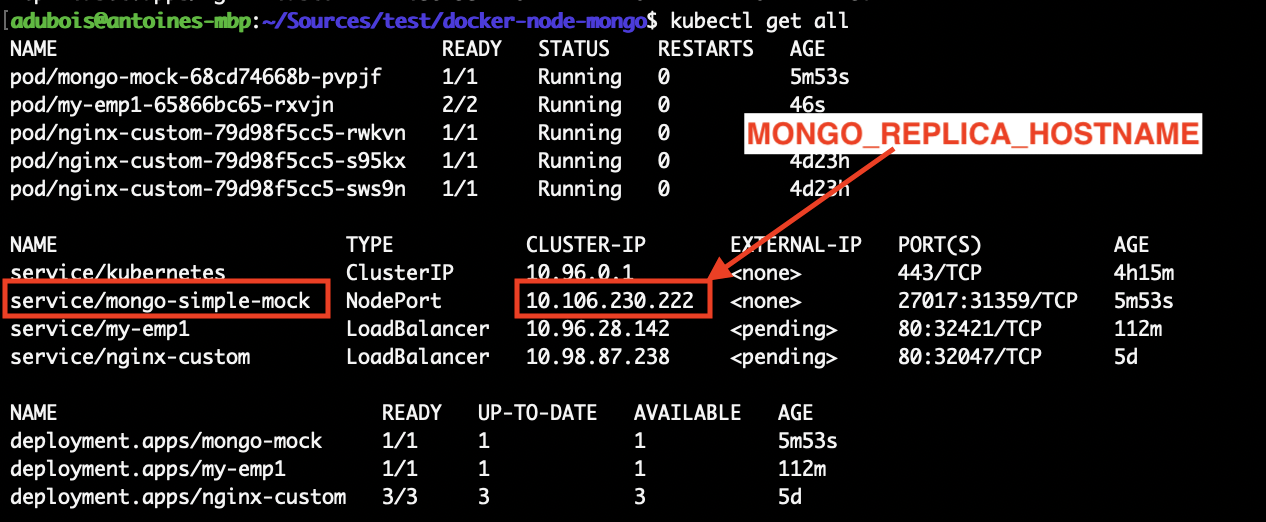 adubois@antoines-mbp:~/Sources/test/docker-node-mongo$ kubectl get all
NAME READY STATUS RESTARTS AGE
pod/mongo-mock-68cd74668b-pvpjf 1/1 Running 0 5m53s
pod/my-emp1-65866bc65-rxvjn 2/2 Running 0 46s
pod/nginx-custom-79d98f5cc5-rwkvn 1/1 Running 0
MONGO_REPLICA_HOSTNAME
pod/nginx-custom-79d98f5cc5-s95kx 1/1 Running 0 4d23h
pod/nginx-custom-79d98f5cc5-sws9n 1/1 Running 0 4d23h
NAME TYPE CLUSTER-IP EXTERNAL-IP PORT(S) AGE
service/kubernetes ClusterIP 10.96.0.1 <none> 443/TCP 4h15m
service/mongo-simple-mock NodePort 10.106.230.222 <none> 27017:31359/TCP 5m53s
service/my-emp1 LoadBalancer 10.96.28.142 <pending> 80:32421/TCP 112m
service/nginx-custom LoadBalancer 10.98.87.238 <pending> 80:32047/TCP 5d
NAME READY UP-TO-DATE AVAILABLE AGE
deployment.apps/mongo-mock 1/1 1 1 5m53s
deployment.apps/my-emp1 1/1 1 1 112m
deployment.apps/nginx-custom 3/3 3 3 5d